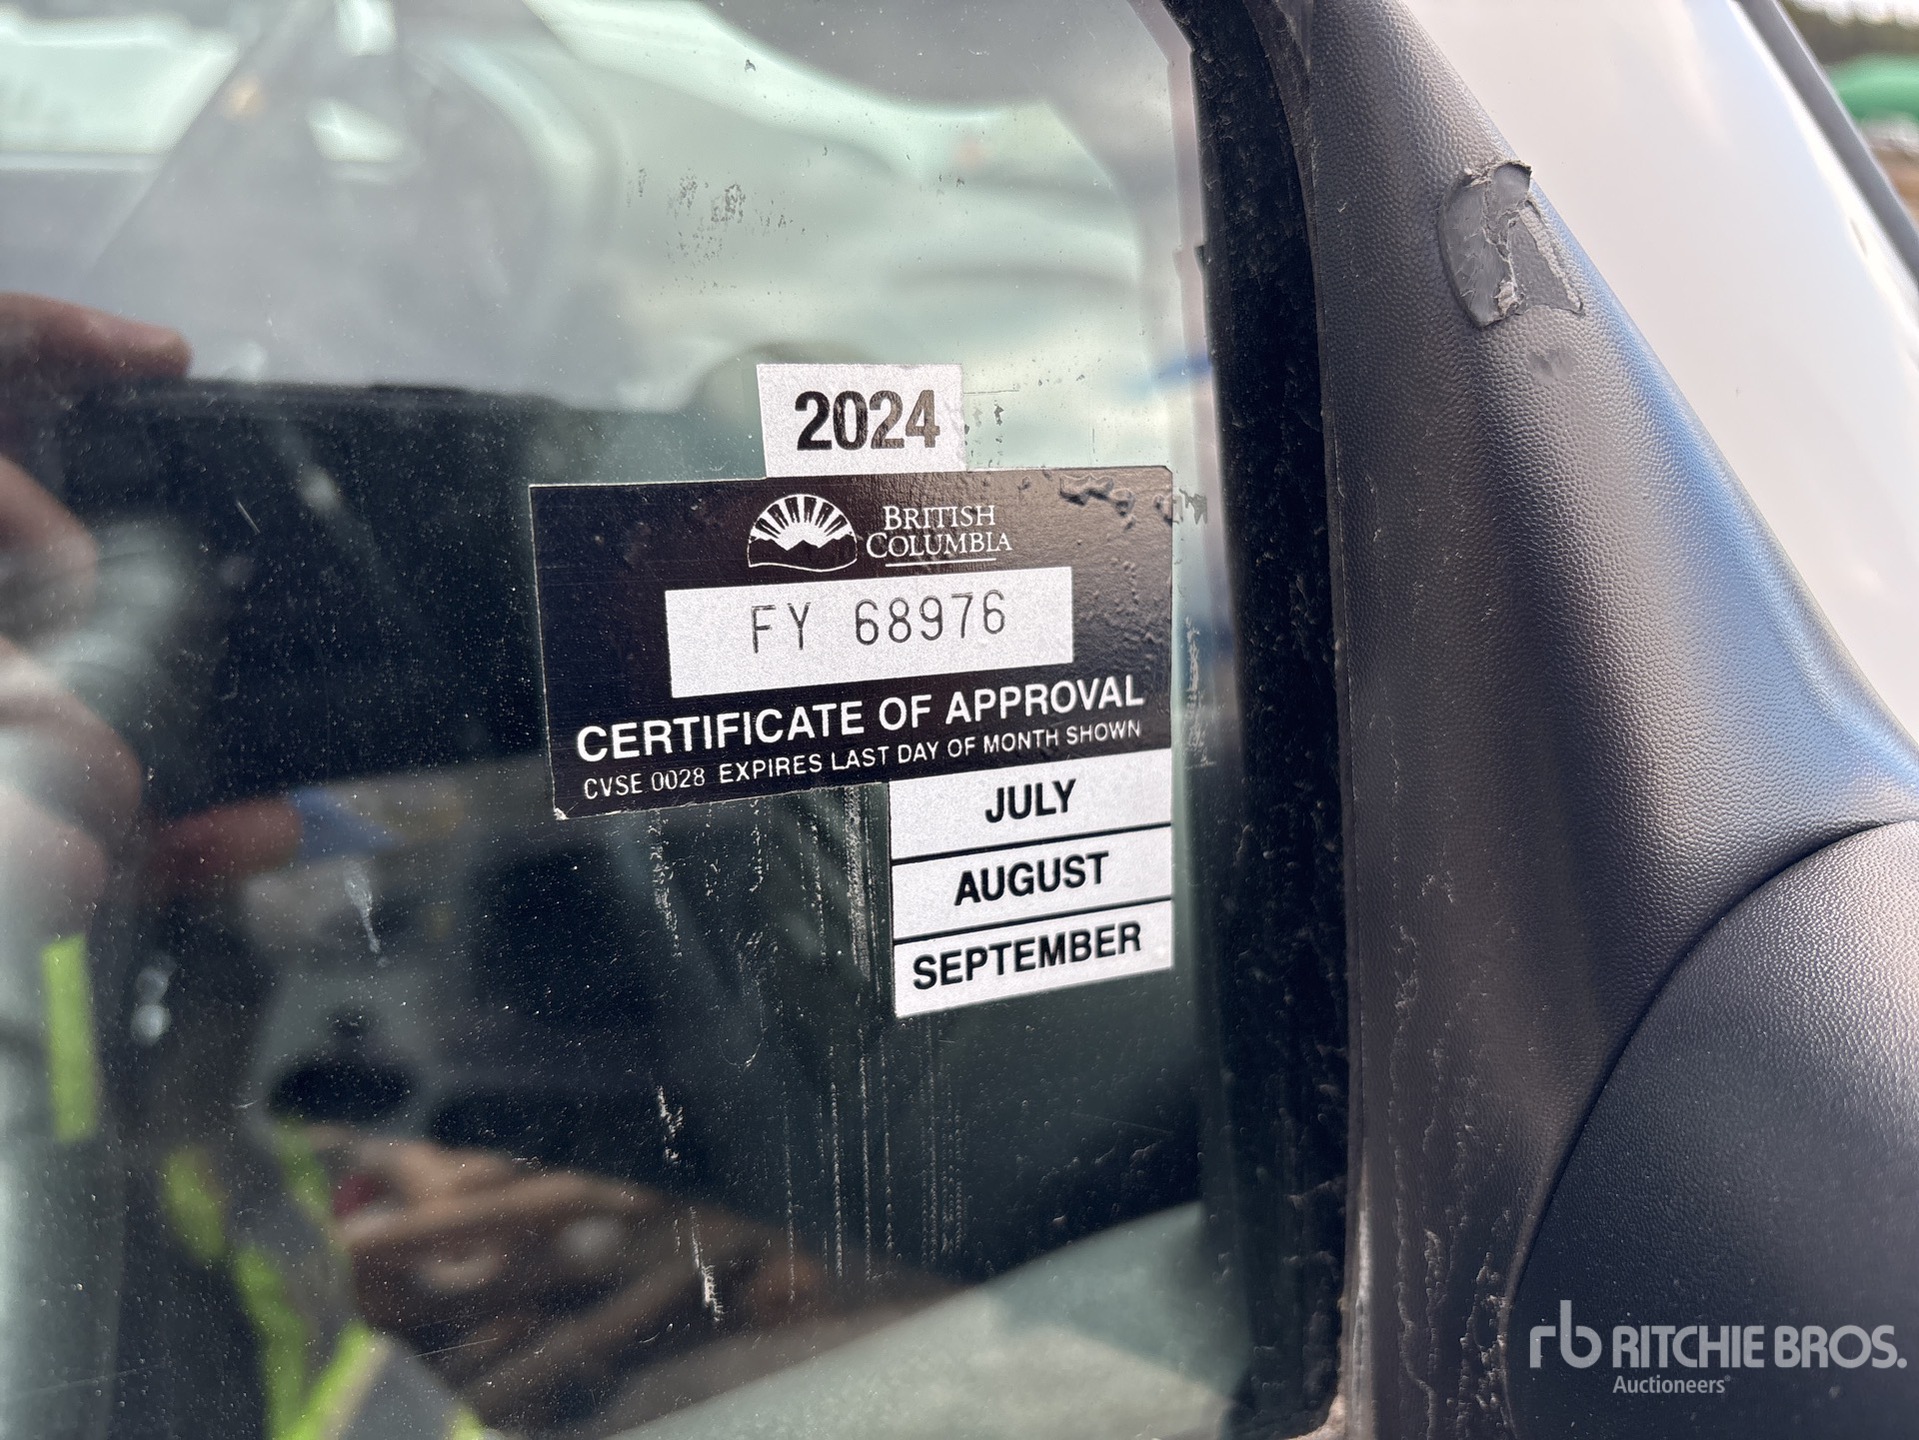 2024
BRITISH
COLUMBIA
FY 68976
CERTIFICATE OF APPROVAL
CVSE 0028 EXPIRES LAST DAY OF MONTH SHOWN
JULY
AUGUST
SEPTEMBER
rb RITCHIE BROS.
Auctioneers